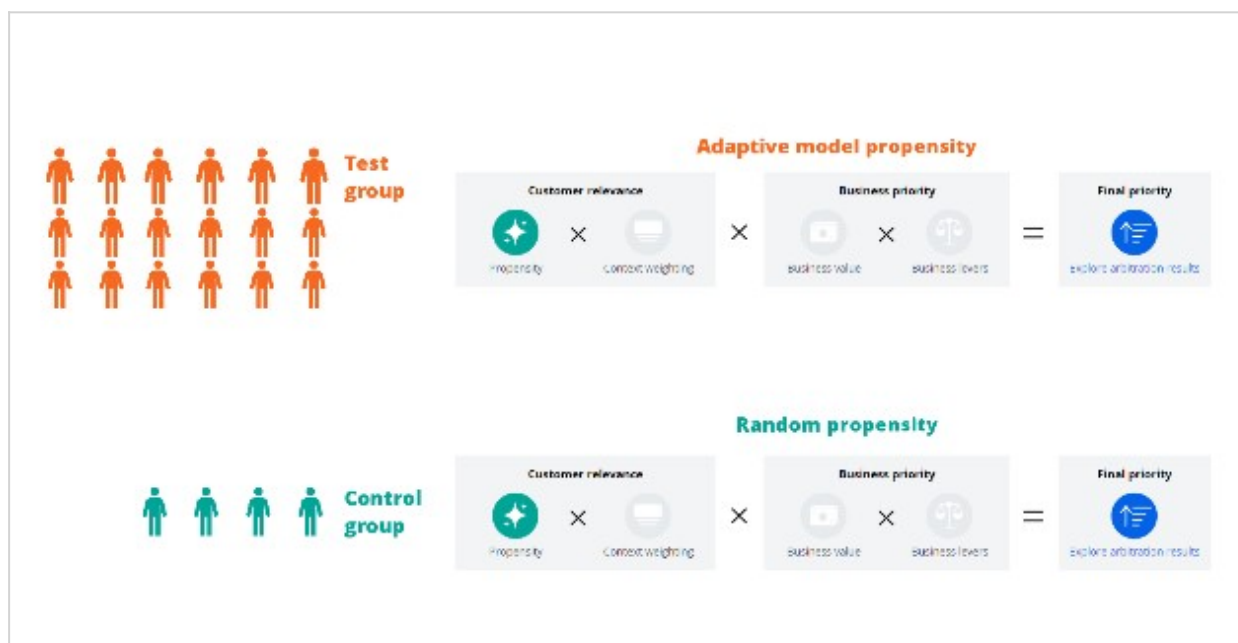 Adaptive model propensity
Test
group
Customer relevance
Business priority
Final priority
×
×
×
=
Propensity
Context weighting
Business value
Business levers
Explore arbitration results
Random propensity
Control
group
Customer relevance
Business priority
Final priority
×
×
×
=
Propensity
Context weighting
Business value
Business levers
Explore arbitration results